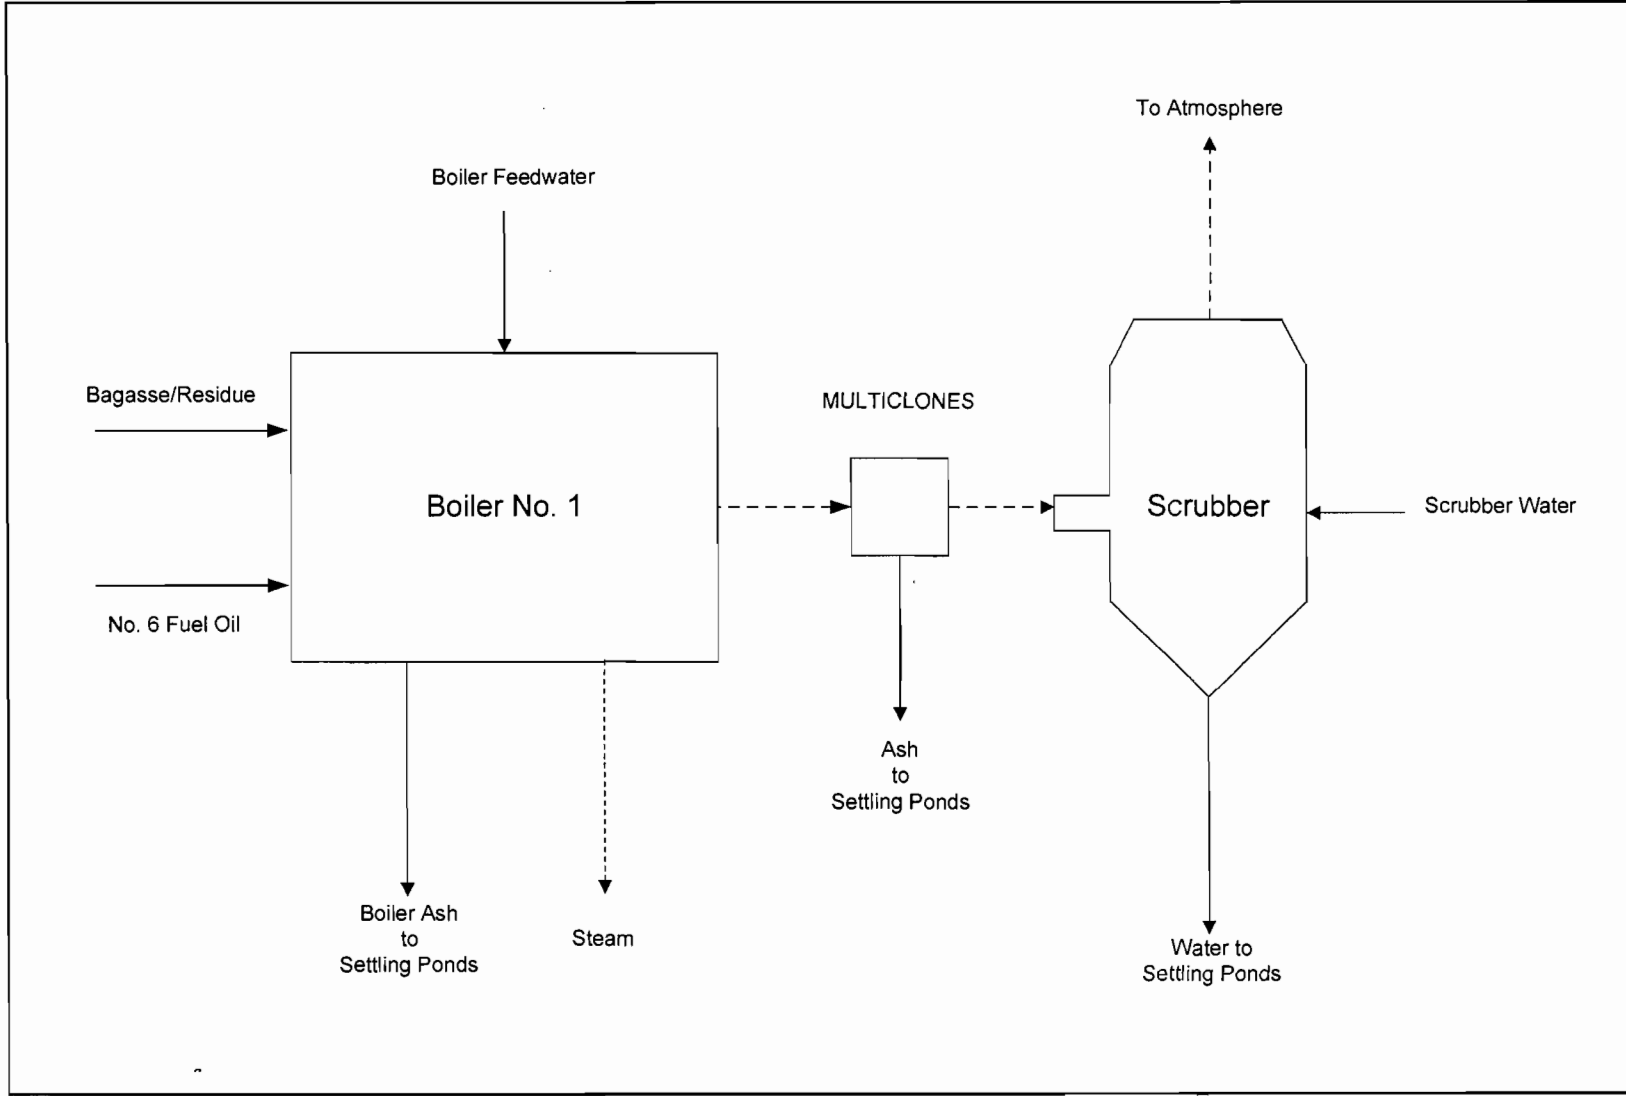 To Atmosphere
Boiler Feedwater
Bagasse/Residue
MULTICLONES
Boiler No. 1
Scrubber
Scrubber Water
No. 6 Fuel Oil
Ash
to
Settling Ponds
Boiler Ash
to
Settling Ponds
Steam
Water to
Settling Ponds